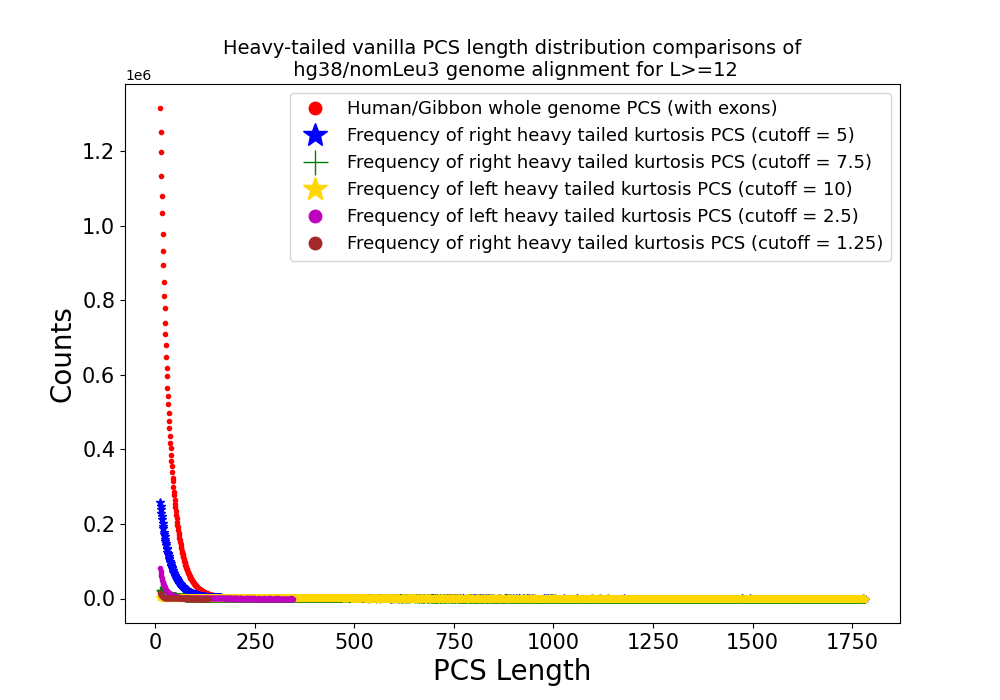 Heavy-tailed vanilla PCS length distribution comparisons of
hg38/nomLeu3 genome alignment for L>=12
1e6
Human/Gibbon whole genome PCS (with exons)
Frequency of right heavy tailed kurtosis PCS (cutoff = 5)
Frequency of right heavy tailed kurtosis PCS (cutoff = 7.5)
Frequency of left heavy tailed kurtosis PCS (cutoff = 10)
Frequency of left heavy tailed kurtosis PCS (cutoff = 2.5)
Frequency of right heavy tailed kurtosis PCS (cutoff = 1.25)
1.2
1.0
0.8
0.6
0.4
0.2
0.0
Counts
0 250 500 750 1000 1250 1500 1750
PCS Length